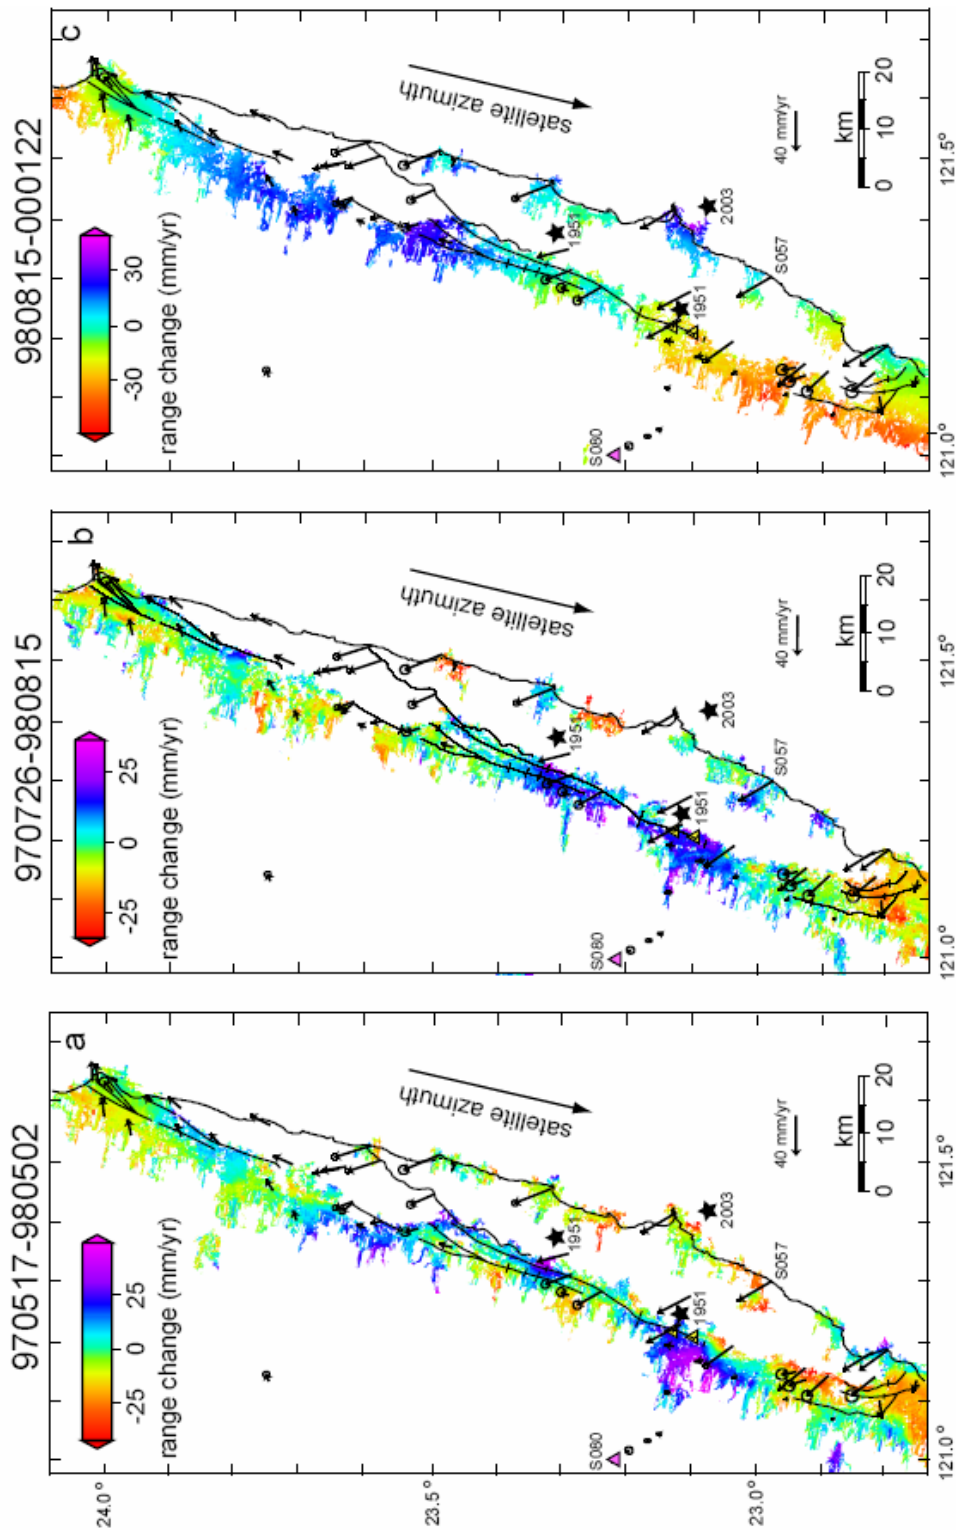 970517-980502
a
-25 0 25
range change (mm/yr)
24.0°
satellite azimuth
23.5°
1951
S080
1951
2003
S057
23.0°
40 mm/yr
km
0 10 20
121.0° 121.5°
970726-980815
b
-25 0 25
range change (mm/yr)
satellite azimuth
1951
S080
1951
2003
S057
40 mm/yr
km
0 10 20
121.0° 121.5°
980815-000122
c
-30 0 30
range change (mm/yr)
satellite azimuth
1951
S080
1951
2003
S057
40 mm/yr
km
0 10 20
121.0° 121.5°